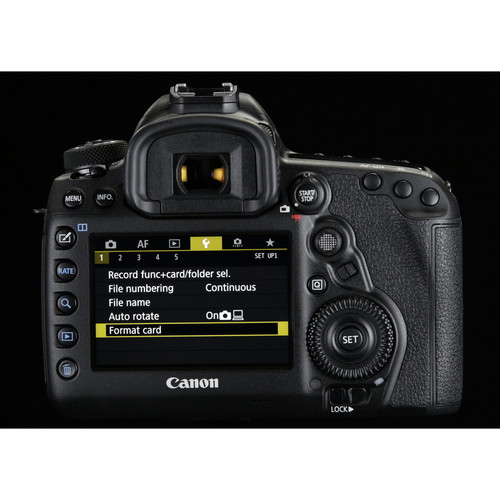 START/
STOP
MENU
INFO.
AF
1 2 3 4 5 SET UP1
Record func+card/folder sel.
File numbering Continuous
File name
Auto rotate On
Format card
RATE
Q
SET
Canon
LOCK▶